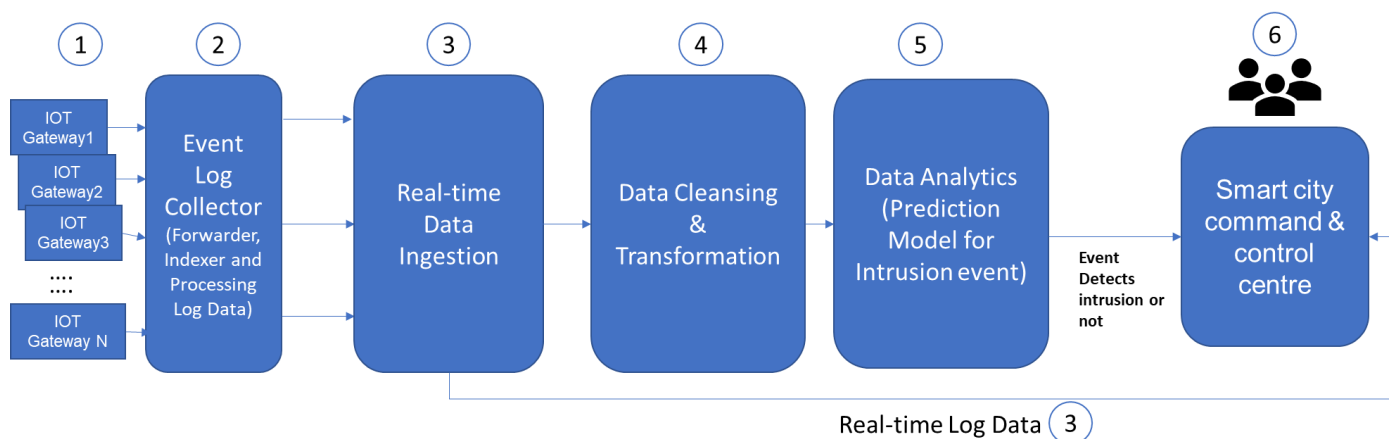 1
2
3
4
5
6
IOT
Gateway1
IOT
Gateway2
IOT
Gateway3
....
....
IOT
Gateway N
Event
Log
Collector
(Forwarder,
Indexer and
Processing
Log Data)
Real-time
Data
Ingestion
Data Cleansing
&
Transformation
Data Analytics
(Prediction
Model for
Intrusion event)
Event
Detects
intrusion or
not
Smart city
command &
control
centre
Real-time Log Data 3